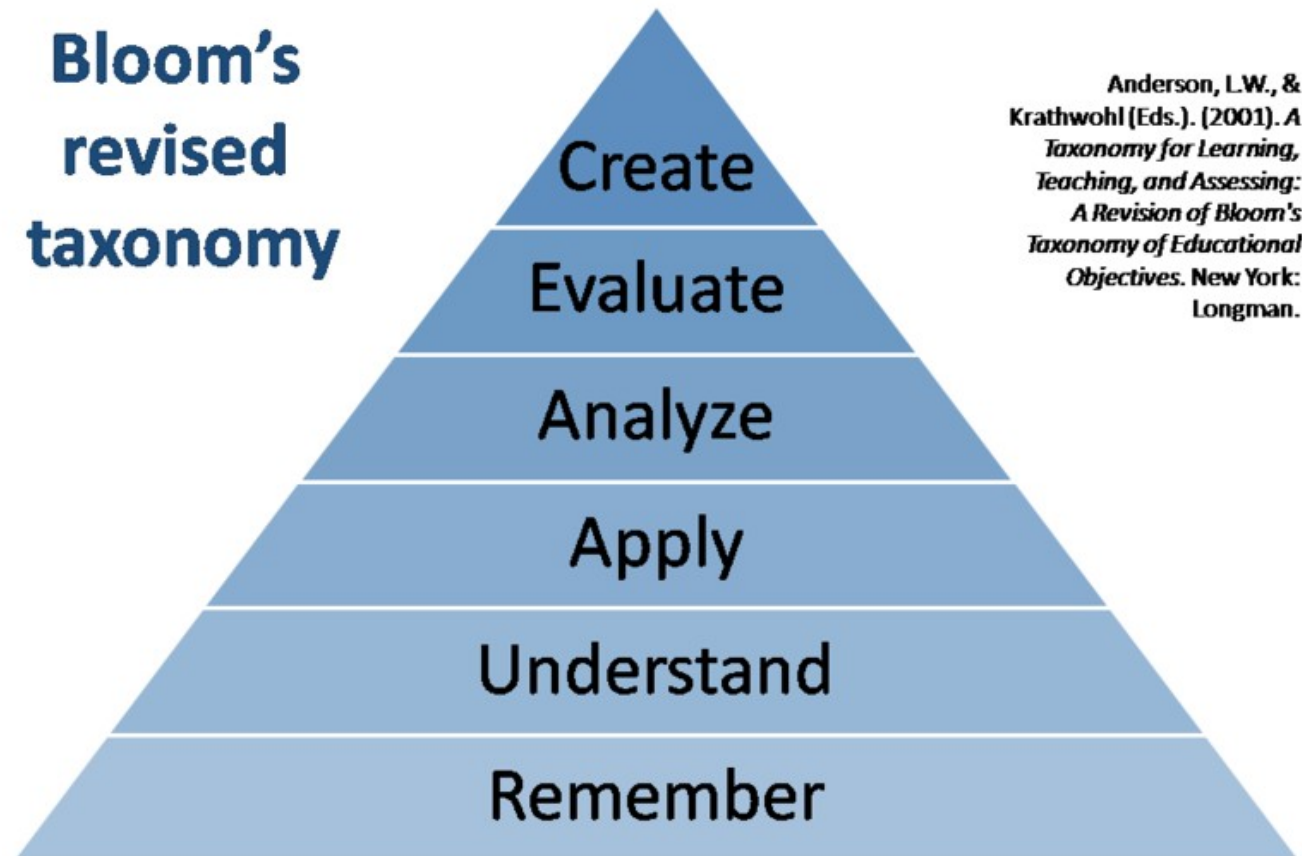 Bloom's
revised
taxonomy
Anderson, L.W., &
Krathwohl (Eds.). (2001). A
Taxonomy for Learning,
Teaching, and Assessing:
A Revision of Bloom's
Taxonomy of Educational
Objectives. New York:
Longman.
Create
Evaluate
Analyze
Apply
Understand
Remember